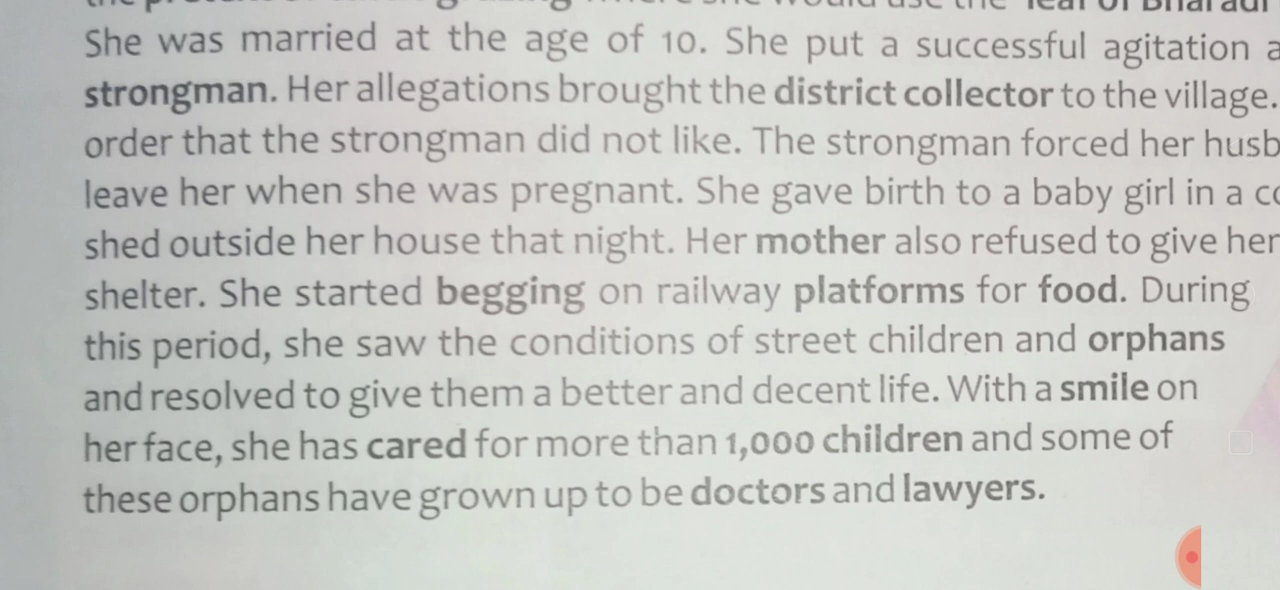 She was married at the age of 10. She put a successful agitation
strongman. Her allegations brought the district collector to the village.
order that the strongman did not like. The strongman forced her
leave her when she was pregnant. She gave birth to a baby girl in a
shed outside her house that night. Her mother also refused to give her
shelter. She started begging on railway platforms for food. During
this period, she saw the conditions of street children and orphans
and resolved to give them a better and decent life. With a smile on
her face, she has cared for more than 1,000 children and some of
these orphans have grown up to be doctors and lawyers.